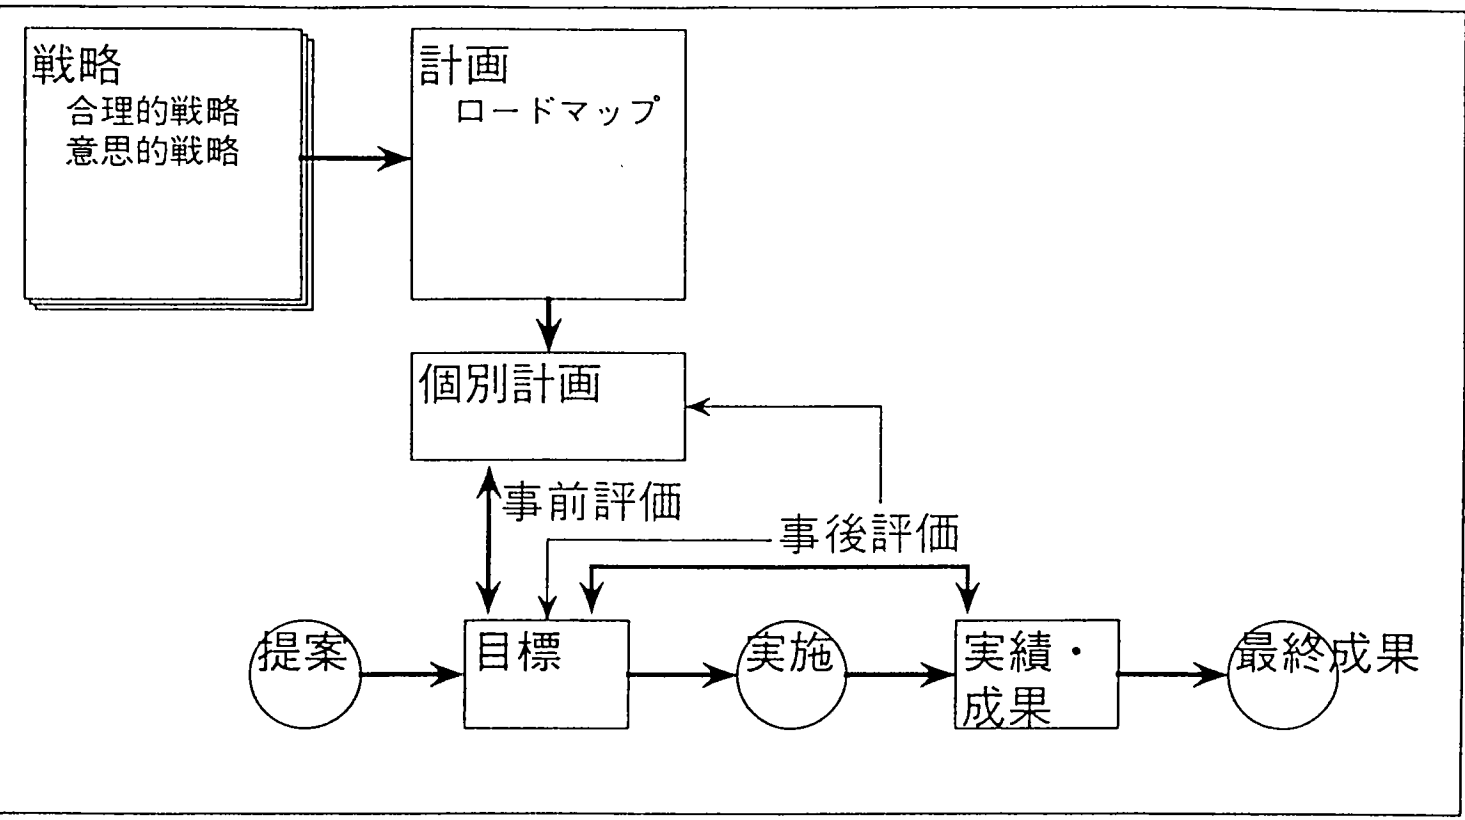 戦略
合理的戦略
意思的戦略
計画
ロードマップ
個別計画
事前評価
事後評価
提案
目標
実施
実績・
成果
最終成果